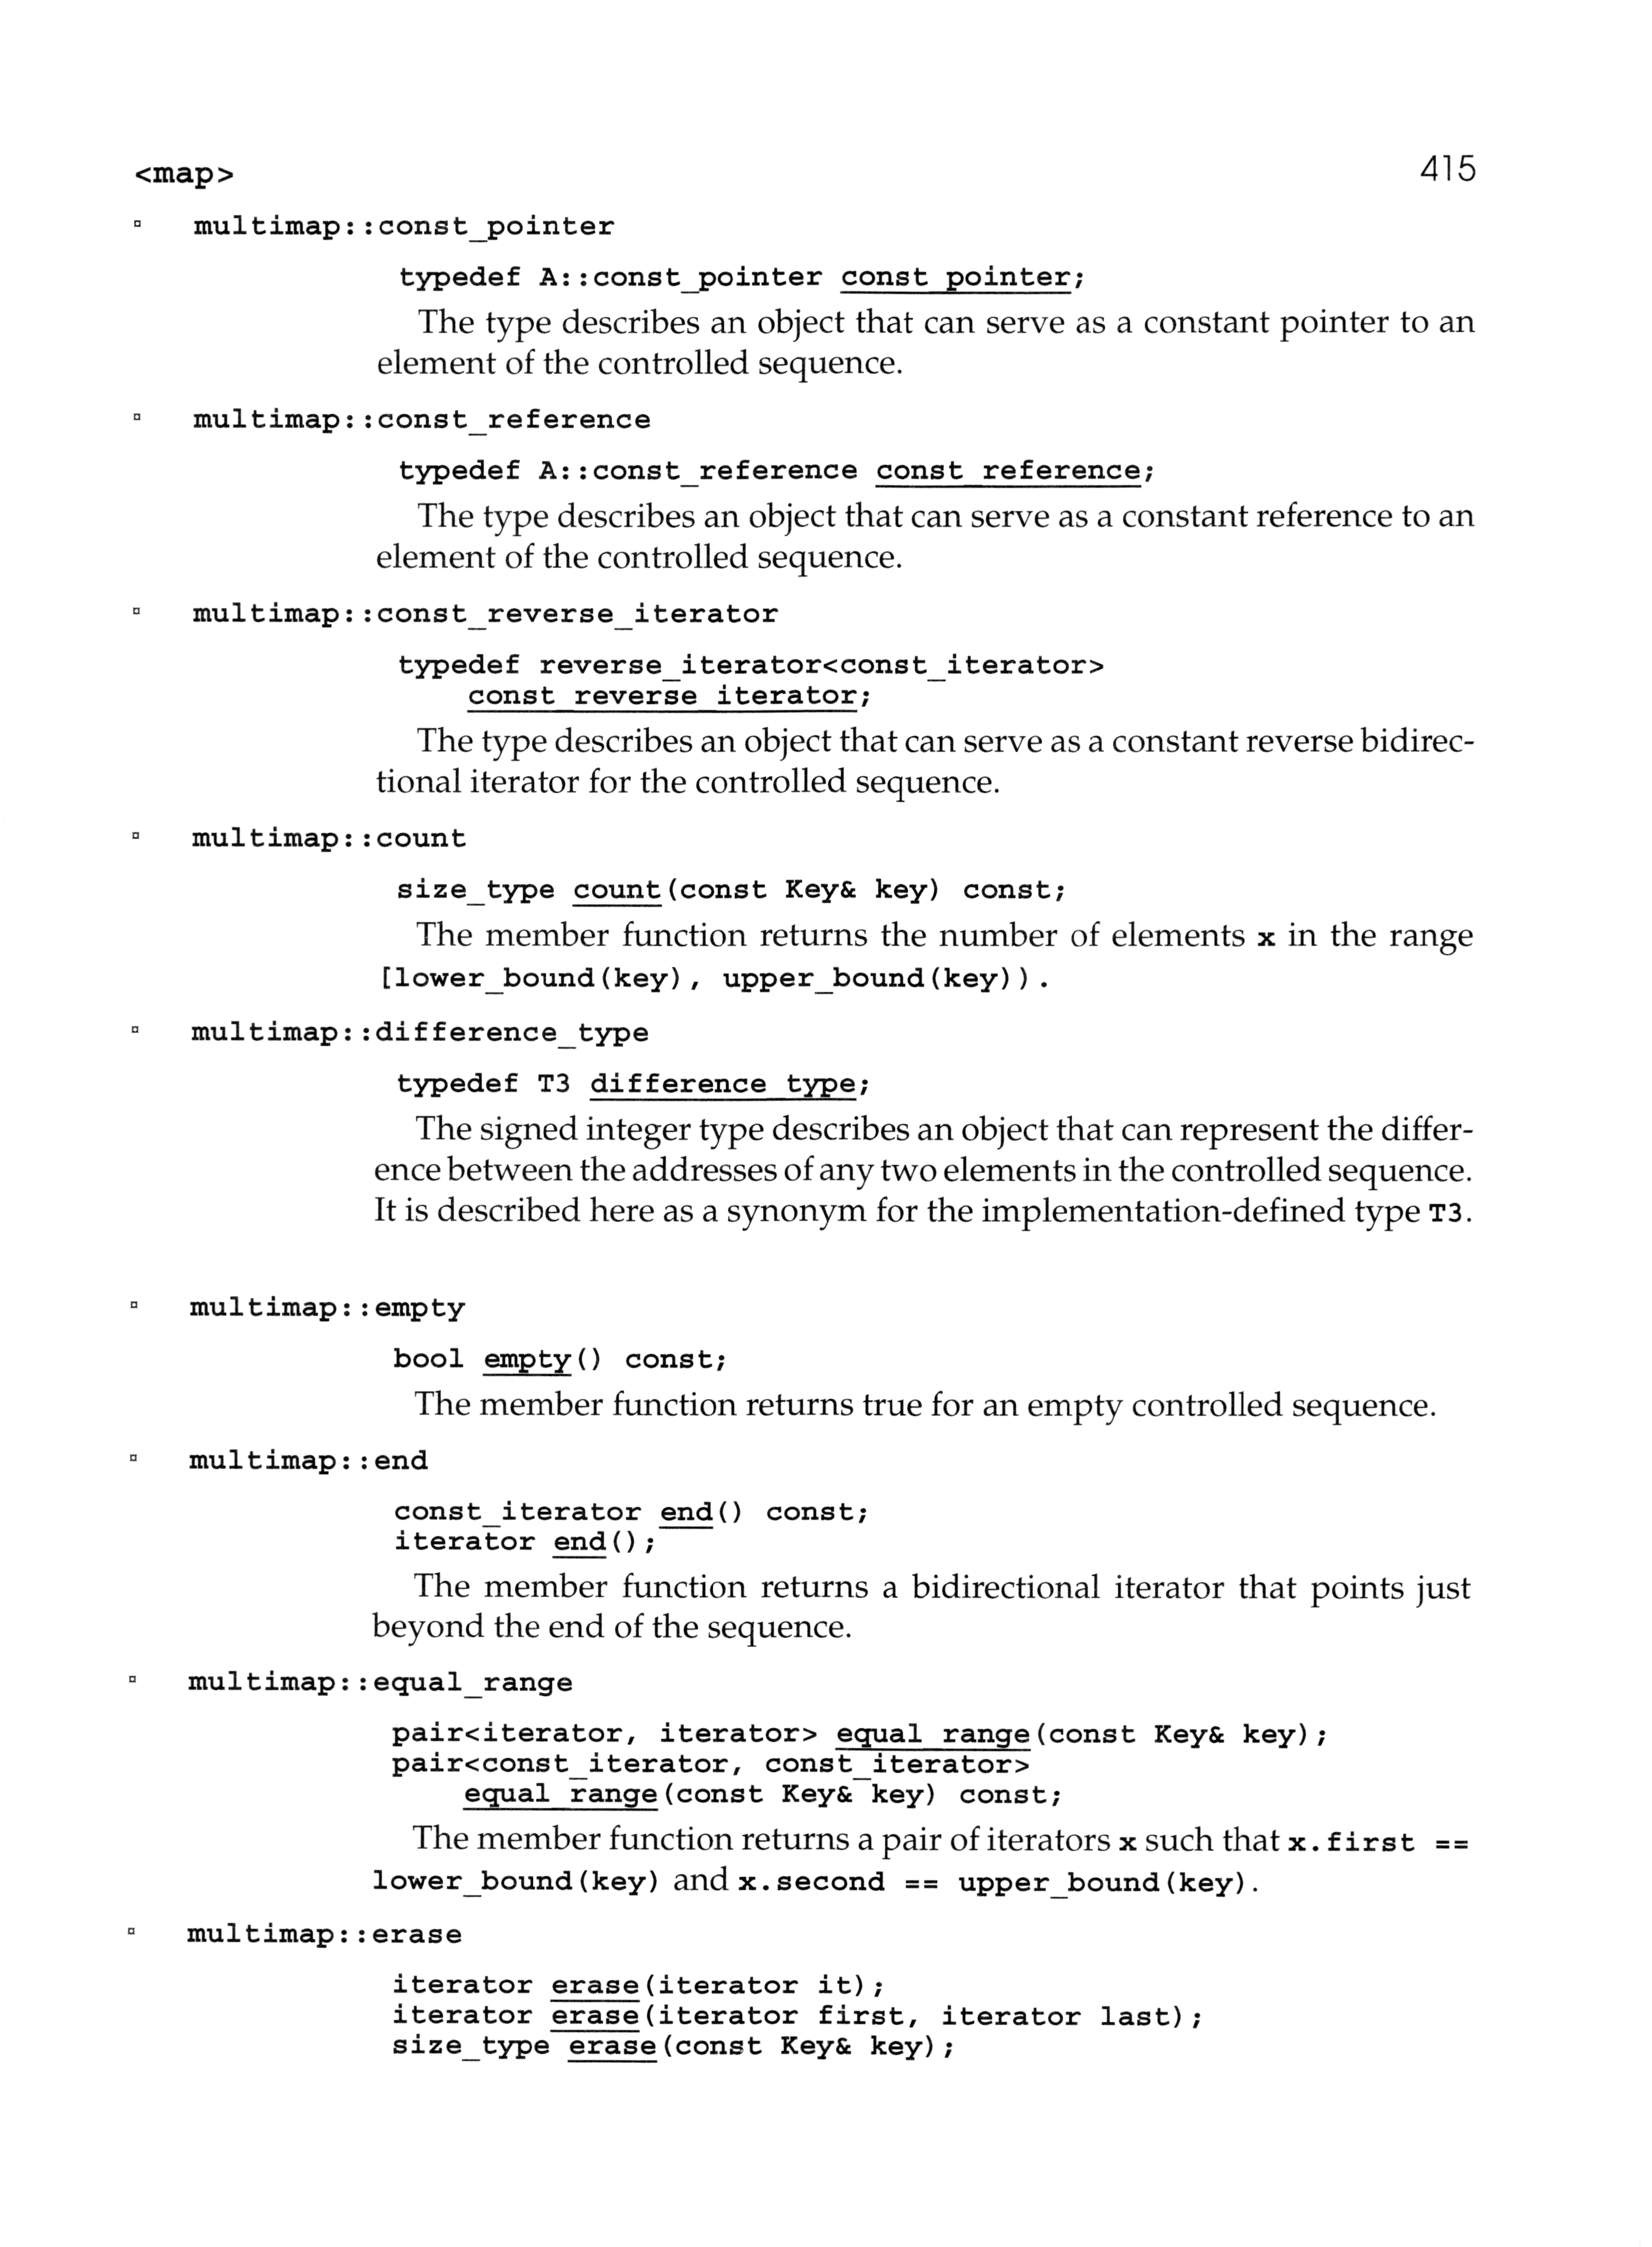 <map> 415
▫ multimap::const_pointer
typedef A::const_pointer const_pointer;
The type describes an object that can serve as a constant pointer to an
element of the controlled sequence.
▫ multimap::const_reference
typedef A::const_reference const_reference;
The type describes an object that can serve as a constant reference to an
element of the controlled sequence.
▫ multimap::const_reverse_iterator
typedef reverse_iterator<const_iterator>
const_reverse_iterator;
The type describes an object that can serve as a constant reverse bidirec-
tional iterator for the controlled sequence.
▫ multimap::count
size_type count(const Key& key) const;
The member function returns the number of elements x in the range
[lower_bound(key), upper_bound(key)).
▫ multimap::difference_type
typedef T3 difference_type;
The signed integer type describes an object that can represent the differ-
ence between the addresses of any two elements in the controlled sequence.
It is described here as a synonym for the implementation-defined type T3.
▫ multimap::empty
bool empty() const;
The member function returns true for an empty controlled sequence.
▫ multimap::end
const_iterator end() const;
iterator end();
The member function returns a bidirectional iterator that points just
beyond the end of the sequence.
▫ multimap::equal_range
pair<iterator, iterator> equal_range(const Key& key);
pair<const_iterator, const_iterator>
equal_range(const Key& key) const;
The member function returns a pair of iterators x such that x.first ==
lower_bound(key) and x.second == upper_bound(key).
▫ multimap::erase
iterator erase(iterator it);
iterator erase(iterator first, iterator last);
size_type erase(const Key& key);